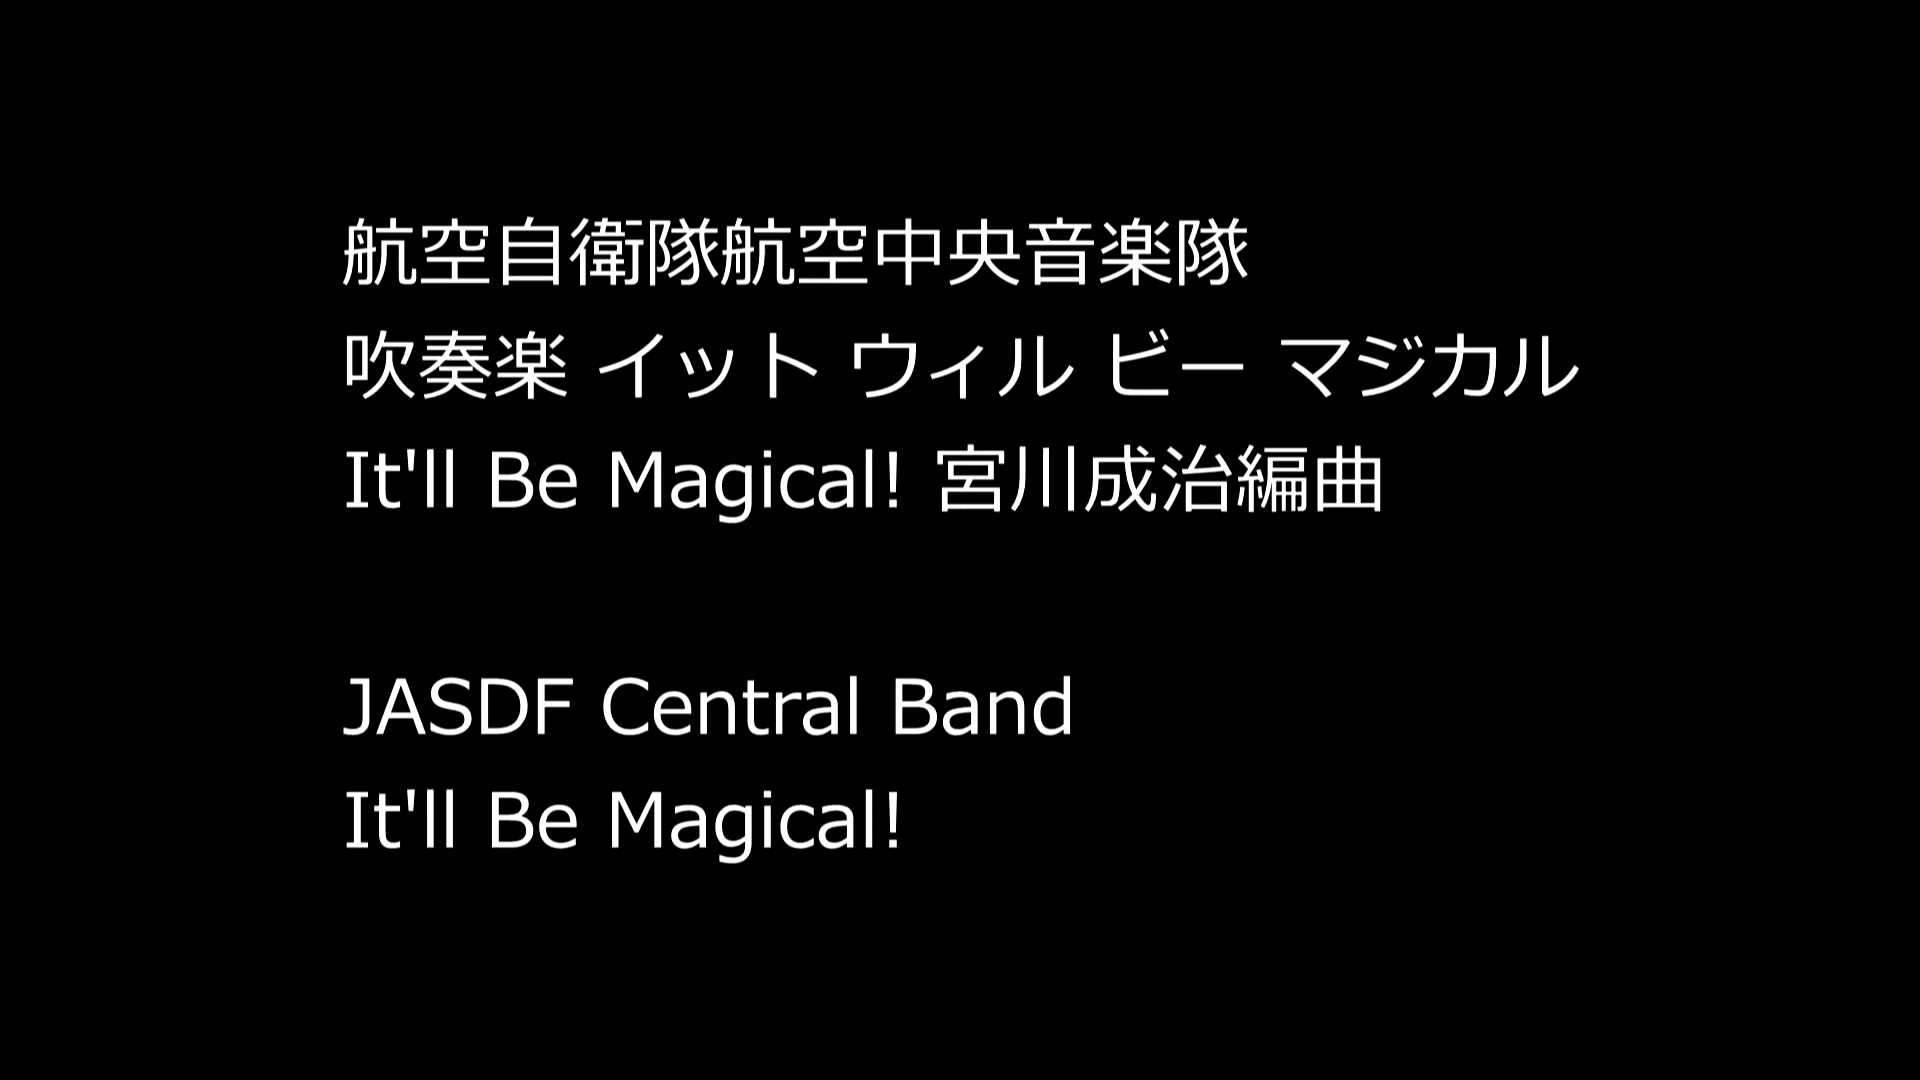 航空自衛隊航空中央音楽隊
吹奏楽 イット ウィル ビー マジカル
It'll Be Magical! 宮川成治編曲
JASDF Central Band
It'll Be Magical!